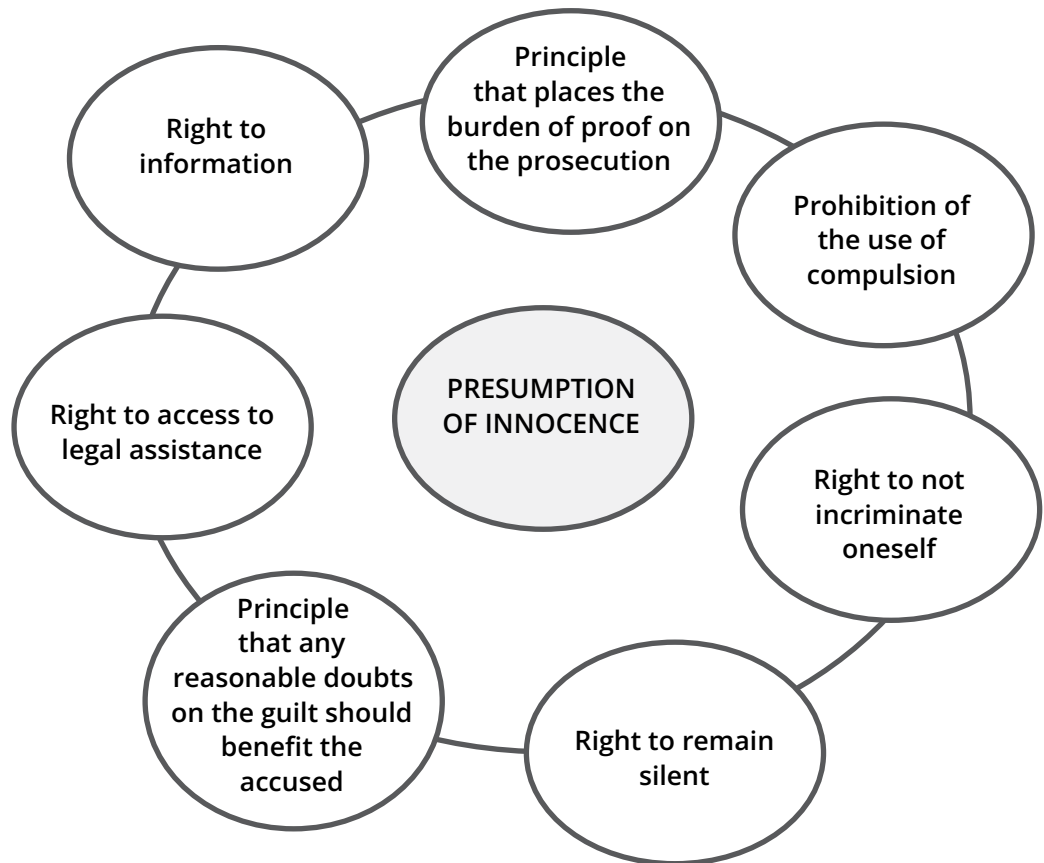 Principle
that places the
burden of proof on
the prosecution
Right to
information
Prohibition of
the use of
compulsion
PRESUMPTION
OF INNOCENCE
Right to access to
legal assistance
Right to not
incriminate
oneself
Principle
that any
reasonable doubts
on the guilt should
benefit the
accused
Right to remain
silent